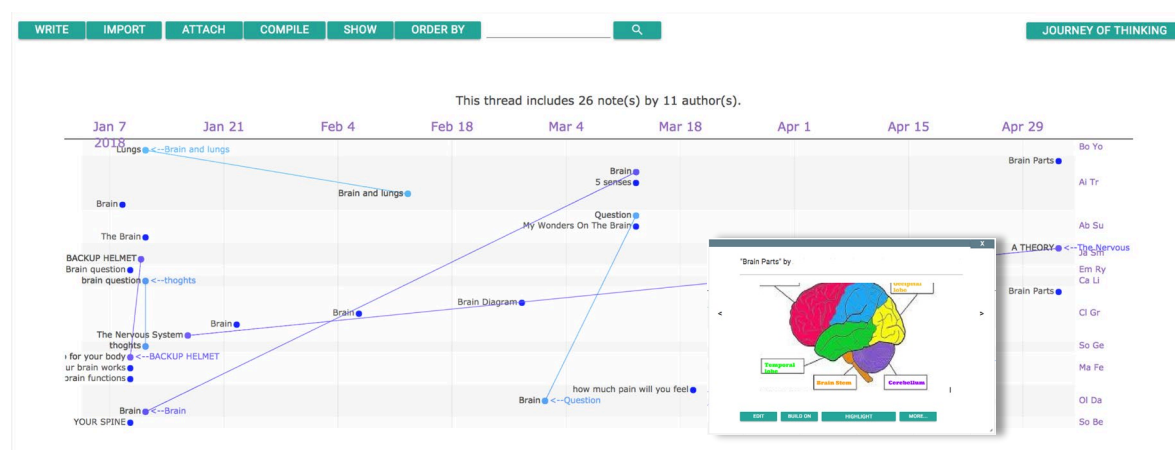 WRITE IMPORT ATTACH COMPILE SHOW ORDER BY JOURNEY OF THINKING
This thread includes 26 note(s) by 11 author(s).
Jan 7 Jan 21 Feb 4 Feb 18 Mar 4 Mar 18 Apr 1 Apr 15 Apr 29
2018
Lungs <--Brain and lungs Bo Yo
Brain Parts
Brain
5 senses Ai Tr
Brain and lungs
Brain
Question
My Wonders On The Brain Ab Su
The Brain
A THEORY <--The Nervous
Ja Sm
BACKUP HELMET
Brain question Em Ry
brain question <--thoghts Ca Li
Brain Parts
Brain Diagram
Brain Cl Gr
Brain
The Nervous System
thoghts So Ge
for your body <--BACKUP HELMET
ur brain works Ma Fe
brain functions
how much pain will you feel
Brain <--Question Ol Da
Brain <--Brain
YOUR SPINE So Be
X
"Brain Parts" by
lobe
< >
Temporal
lobe
Brain Stem Cerebellum
EDIT BUILD ON HIGHLIGHT MORE...